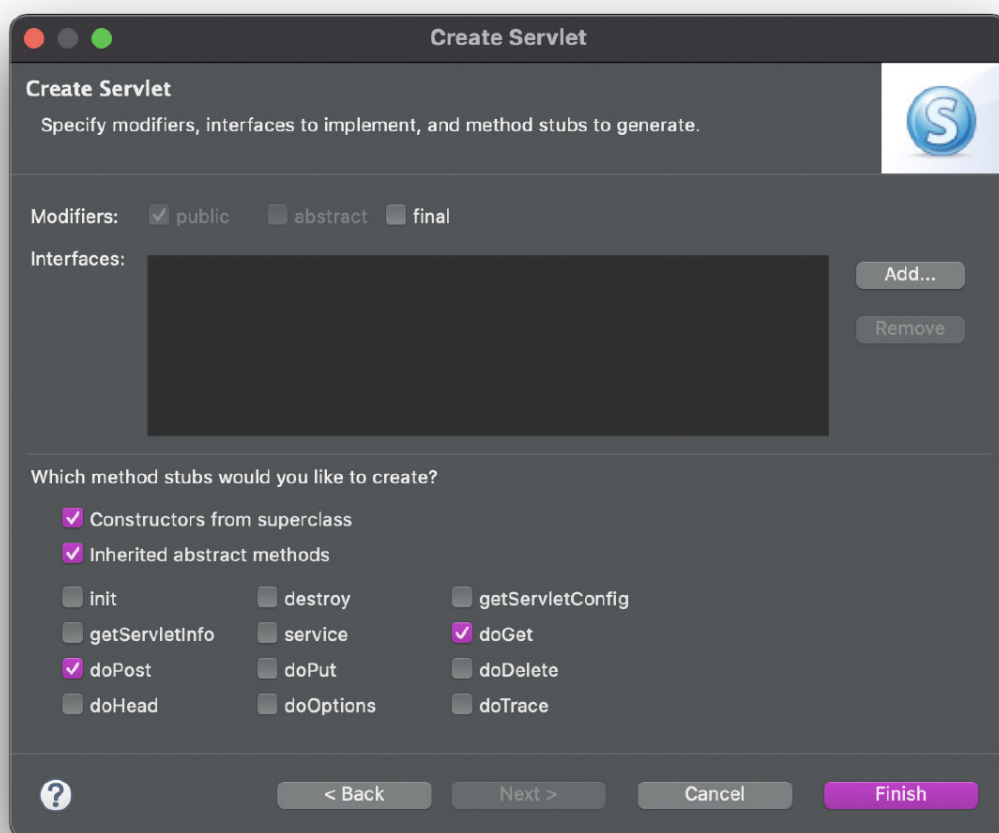 Create Servlet
Create Servlet
Specify modifiers, interfaces to implement, and method stubs to generate.
S
Modifiers: public abstract final
Interfaces:
Add...
Remove
Which method stubs would you like to create?
Constructors from superclass
Inherited abstract methods
init destroy getServletConfig
getServletInfo service doGet
doPost doPut doDelete
doHead doOptions doTrace
? < Back Next > Cancel Finish